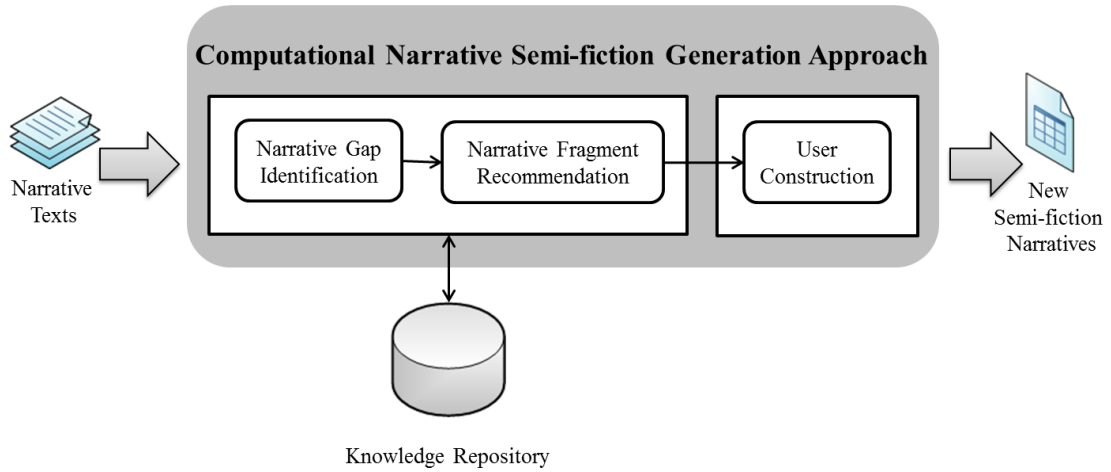 Computational Narrative Semi-fiction Generation Approach
Narrative
Texts
Narrative Gap
Identification
Narrative Fragment
Recommendation
User
Construction
New
Semi-fiction
Narratives
Knowledge Repository